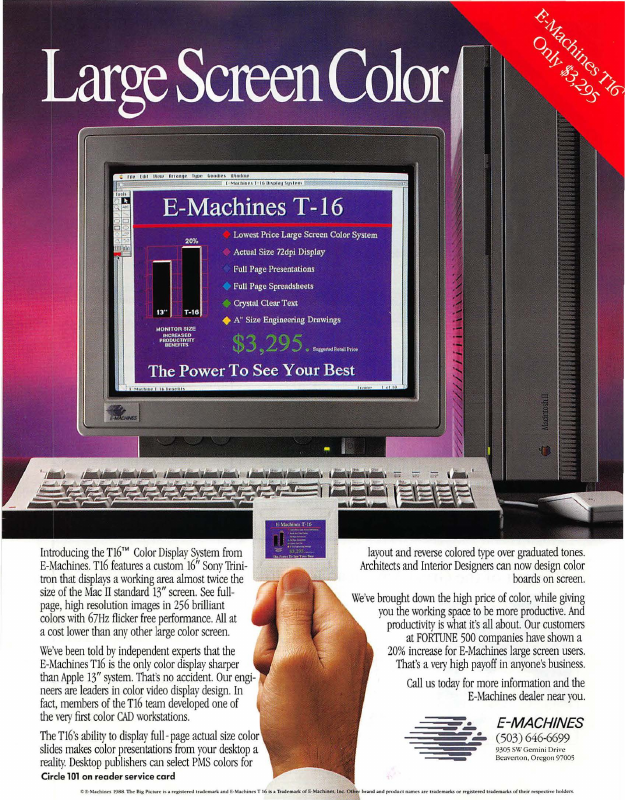 Large Screen Color
E-Machines T16
Only $3,295
File Edit View Arrange Type Goodies Window
E-Machines T-16 Display System
E-Machines T-16
Lowest Price Large Screen Color System
Actual Size 72dpi Display
Full Page Presentations
Full Page Spreadsheets
Crystal Clear Text
A" Size Engineering Drawings
20%
13" T-16
MONITOR SIZE
INCREASED
PRODUCTIVITY
BENEFITS
$3,295. Suggested Retail Price
The Power To See Your Best
E-MACHINES
Macintosh II
E-Machines T-16
Introducing the T16™ Color Display System from
E-Machines. T16 features a custom 16" Sony Trini-
tron that displays a working area almost twice the
size of the Mac II standard 13" screen. See full-
page, high resolution images in 256 brilliant
colors with 67Hz flicker free performance. All at
a cost lower than any other large color screen.
We've been told by independent experts that the
E-Machines T16 is the only color display sharper
than Apple 13" system. That's no accident. Our engi-
neers are leaders in color video display design. In
fact, members of the T16 team developed one of
the very first color CAD workstations.
The T16's ability to display full-page actual size color
slides makes color presentations from your desktop a
reality. Desktop publishers can select PMS colors for
Circle 101 on reader service card
layout and reverse colored type over graduated tones.
Architects and Interior Designers can now design color
boards on screen.
We've brought down the high price of color, while giving
you the working space to be more productive. And
productivity is what it's all about. Our customers
at FORTUNE 500 companies have shown a
20% increase for E-Machines large screen users.
That's a very high payoff in anyone's business.
Call us today for more information and the
E-Machines dealer near you.
E-MACHINES
(503) 646-6699
9305 SW Gemini Drive
Beaverton, Oregon 97005
©E-Machines 1988. The Big Picture is a registered trademark and E-Machines T 16 is a Trademark of E-Machines, Inc. Other brand and product names are trademarks or registered trademarks of their respective holders.